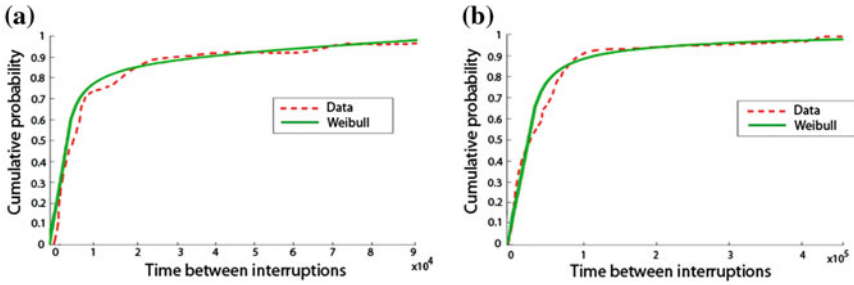 (a)
Cumulative probability
1
0.9
0.8
0.7
0.6
0.5
0.4
0.3
0.2
0.1
0
Data
Weibull
0 1 2 3 4 5 6 7 8 9
x10^4
Time between interruptions
(b)
Cumulative probability
1
0.9
0.8
0.7
0.6
0.5
0.4
0.3
0.2
0.1
0
Data
Weibull
0 1 2 3 4 5
x10^5
Time between interruptions